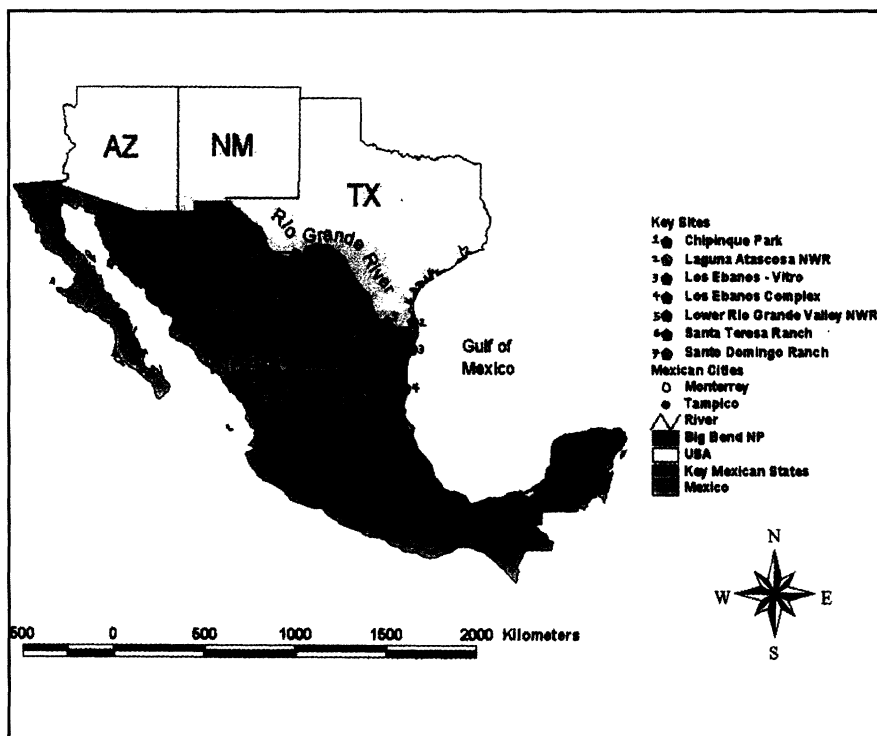 AZ
NM
TX
Rio Grande River
Gulf of
Mexico
2
3
4
Key Sites
1 Chipinque Park
2 Laguna Atascosa NWR
3 Los Ebanos - Vitro
4 Los Ebanos Complex
5 Lower Rio Grande Valley NWR
6 Santa Teresa Ranch
7 Santo Domingo Ranch
Mexican Cities
Monterrey
Tampico
River
Big Bend NP
USA
Key Mexican States
Mexico
N
W E
S
500 0 500 1000 1500 2000 Kilometers